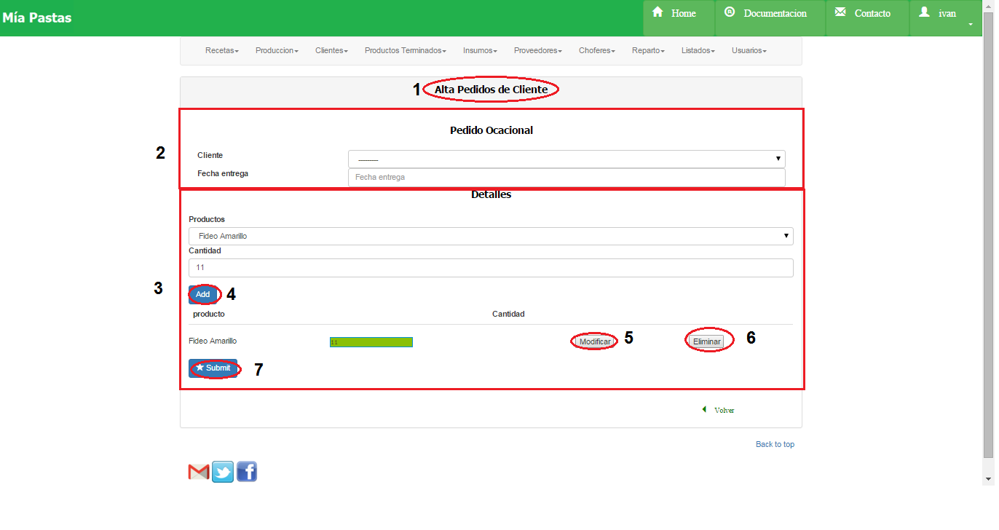 Mía Pastas
Home
Documentacion
Contacto
ivan
Recetas Produccion Clientes Productos Terminados Insumos Proveedores Choferes Reparto Listados Usuarios
1 Alta Pedidos de Cliente
Pedido Ocacional
2
Cliente
---------
Fecha entrega
Fecha entrega
Detalles
Productos
Fideo Amarillo
Cantidad
11
3
Add 4
producto Cantidad
Fideo Amarillo 11 Modificar 5 Eliminar 6
Submit 7
Volver
Back to top